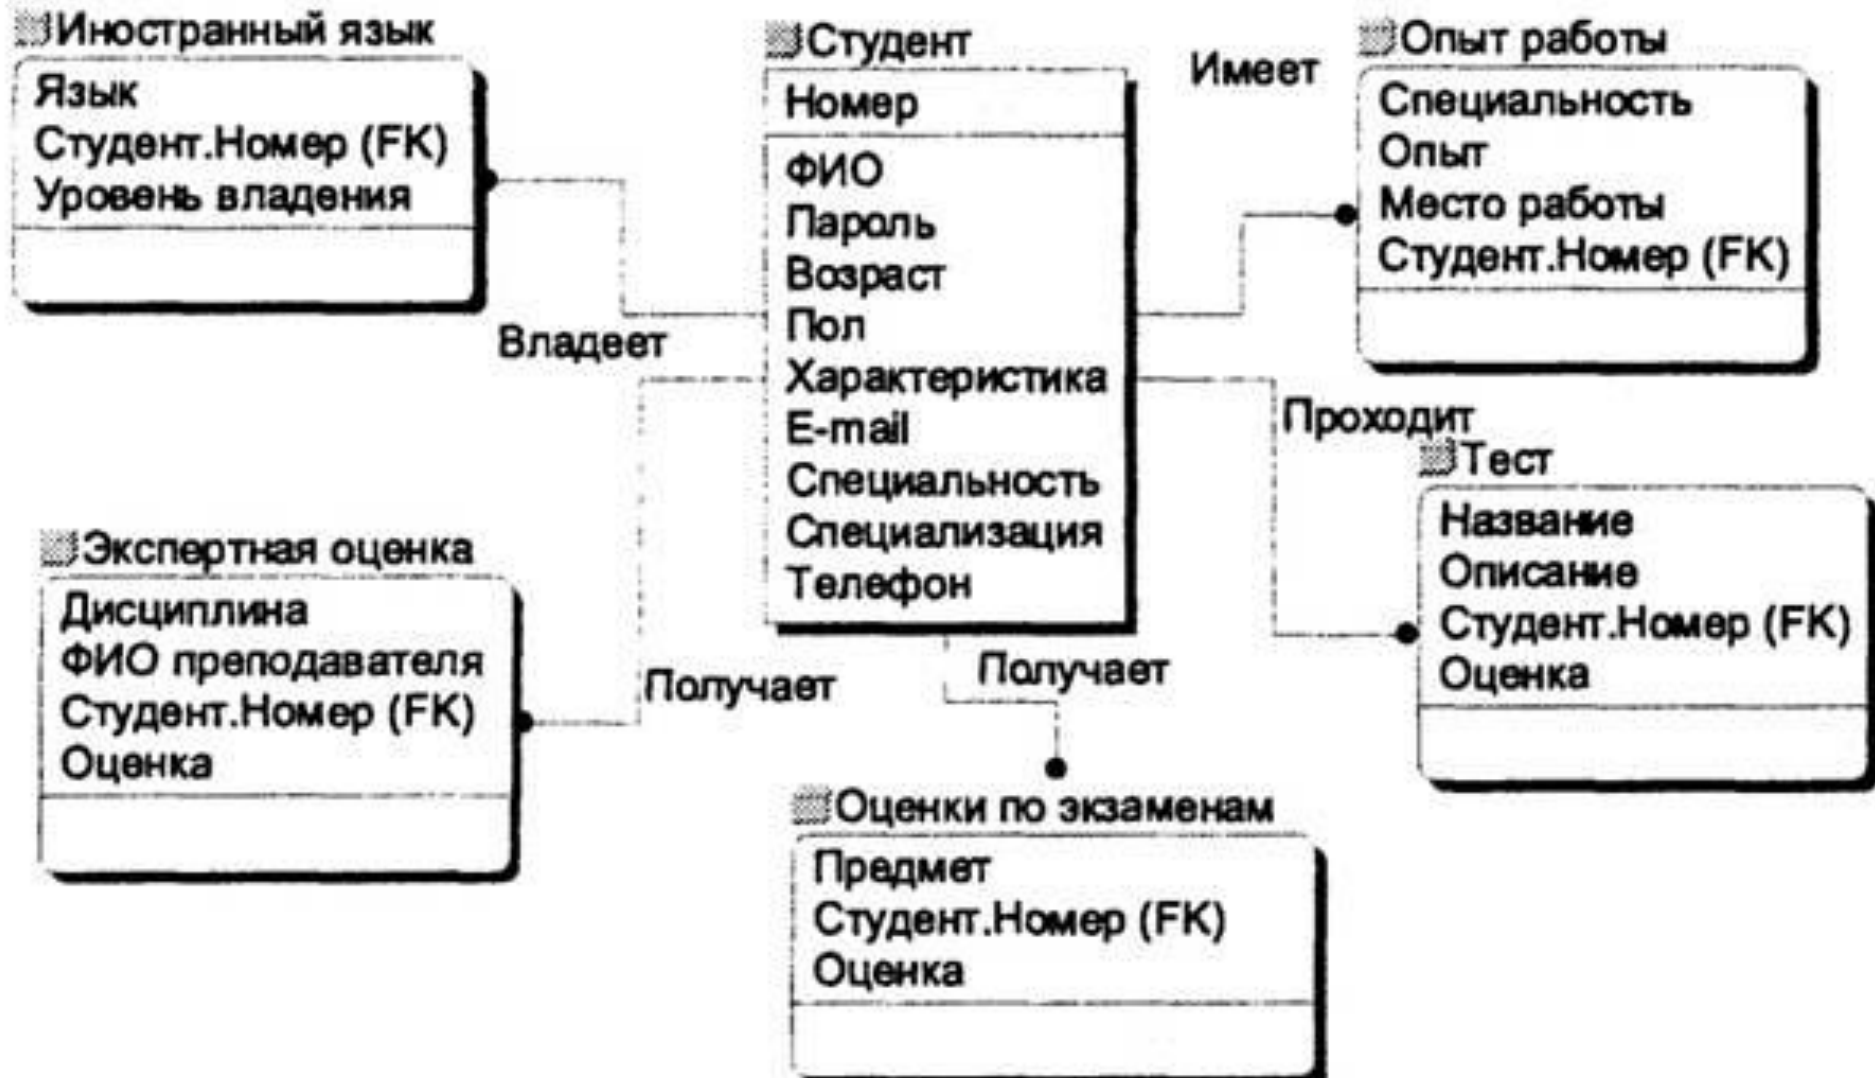 Иностранный язык
Язык
Студент.Номер (FK)
Уровень владения
Владеет
Студент
Номер
ФИО
Пароль
Возраст
Пол
Характеристика
E-mail
Специальность
Специализация
Телефон
Имеет
Опыт работы
Специальность
Опыт
Место работы
Студент.Номер (FK)
Проходит
Тест
Название
Описание
Студент.Номер (FK)
Оценка
Экспертная оценка
Дисциплина
ФИО преподавателя
Студент.Номер (FK)
Оценка
Получает
Получает
Оценки по экзаменам
Предмет
Студент.Номер (FK)
Оценка